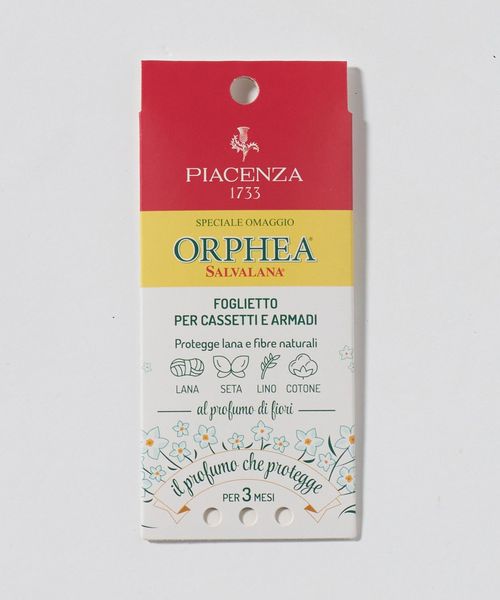 PIACENZA
1733
SPECIALE OMAGGIO
ORPHEA®
SALVALANA®
FOGLIETTO
PER CASSETTI E ARMADI
Protegge lana e fibre naturali
LANA SETA LINO COTONE
al profumo di fiori
il profumo che protegge
PER 3 MESI